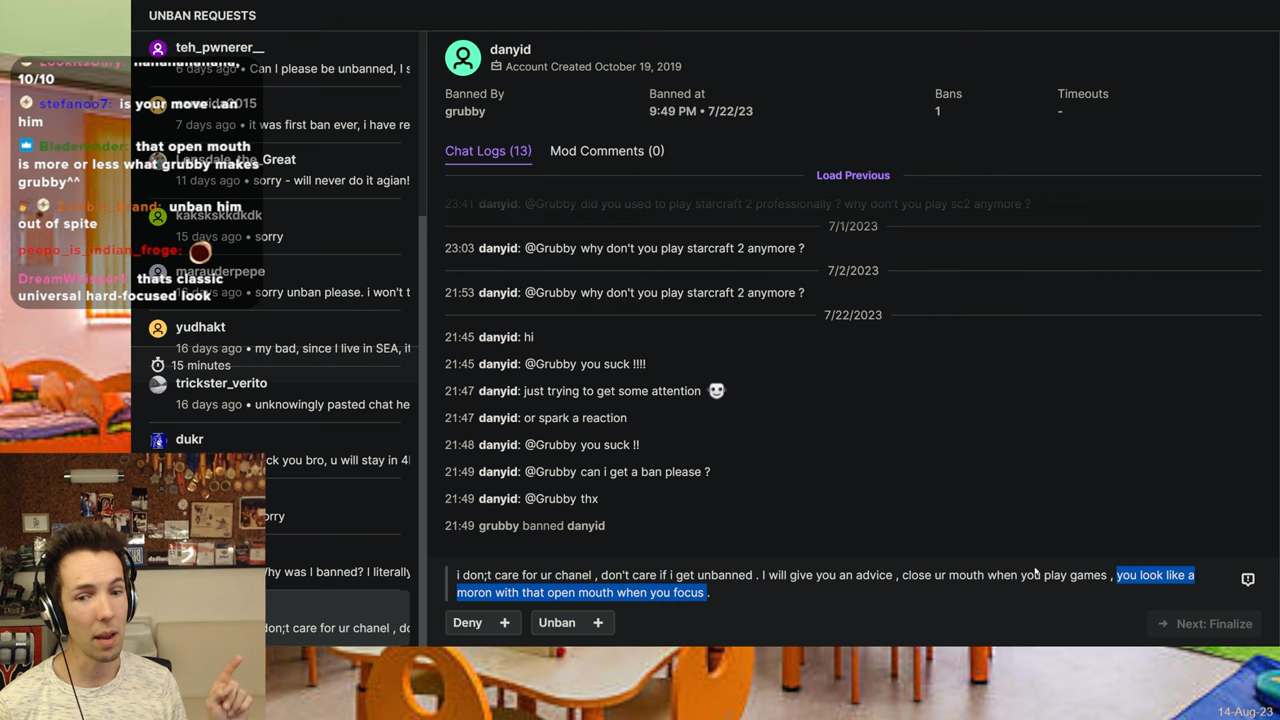 UNBAN REQUESTS
teh_pwnerer__
6 days ago • Can I please be unbanned, I s
2015
7 days ago • it was first ban ever, i have re
Lonsdale_the_Great
11 days ago • sorry - will never do it agian!
kakskskkdkdk
15 days ago • sorry
marauderpepe
sorry unban please. i won't t
yudhakt
16 days ago • my bad, since I live in SEA, it
15 minutes
trickster_verito
16 days ago • unknowingly pasted chat he
dukr
ck you bro, u will stay in 4
orry
Why was I banned? I literally
don;t care for ur chanel , do
10/10
stefanoo7: is your move..an
him
Bladerender: that open mouth
is more or less what grubby makes
grubby^^
unban him
out of spite
peepo_is_indian_froge:
DreamWhisper: thats classic
universal hard-focused look
danyid
Account Created October 19, 2019
Banned By
grubby
Banned at
9:49 PM • 7/22/23
Bans
1
Timeouts
-
Chat Logs (13)
Mod Comments (0)
Load Previous
23:41 danyid: @Grubby did you used to play starcraft 2 professionally ? why don't you play sc2 anymore ?
7/1/2023
23:03 danyid: @Grubby why don't you play starcraft 2 anymore ?
7/2/2023
21:53 danyid: @Grubby why don't you play starcraft 2 anymore ?
7/22/2023
21:45 danyid: hi
21:45 danyid: @Grubby you suck !!!!
21:47 danyid: just trying to get some attention
21:47 danyid: or spark a reaction
21:48 danyid: @Grubby you suck !!
21:49 danyid: @Grubby can i get a ban please ?
21:49 danyid: @Grubby thx
21:49 grubby banned danyid
i don;t care for ur chanel , don't care if i get unbanned . I will give you an advice , close ur mouth when you play games , you look like a
moron with that open mouth when you focus .
Deny +
Unban +
Next: Finalize
14-Aug-23